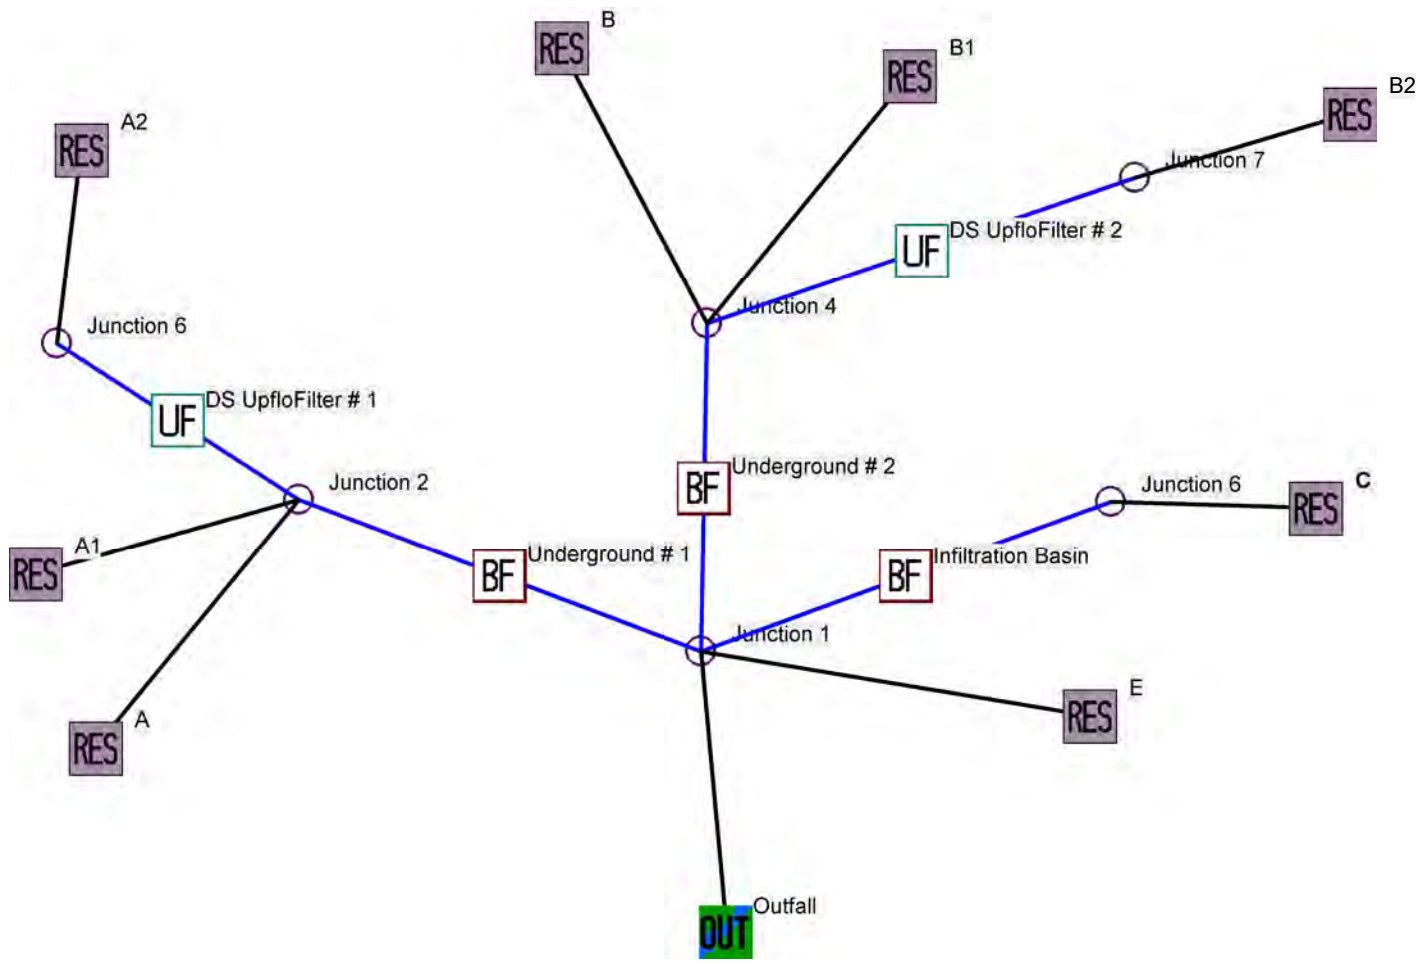 B
RES
B1
RES
B2
RES
A2
RES
Junction 7
DS UpfloFilter # 2
UF
Junction 4
Junction 6
DS UpfloFilter # 1
UF
Junction 2
Underground # 2
BF
Junction 6
C
RES
A1
RES
Underground # 1
BF
Infiltration Basin
BF
Junction 1
E
RES
A
RES
Outfall
OUT